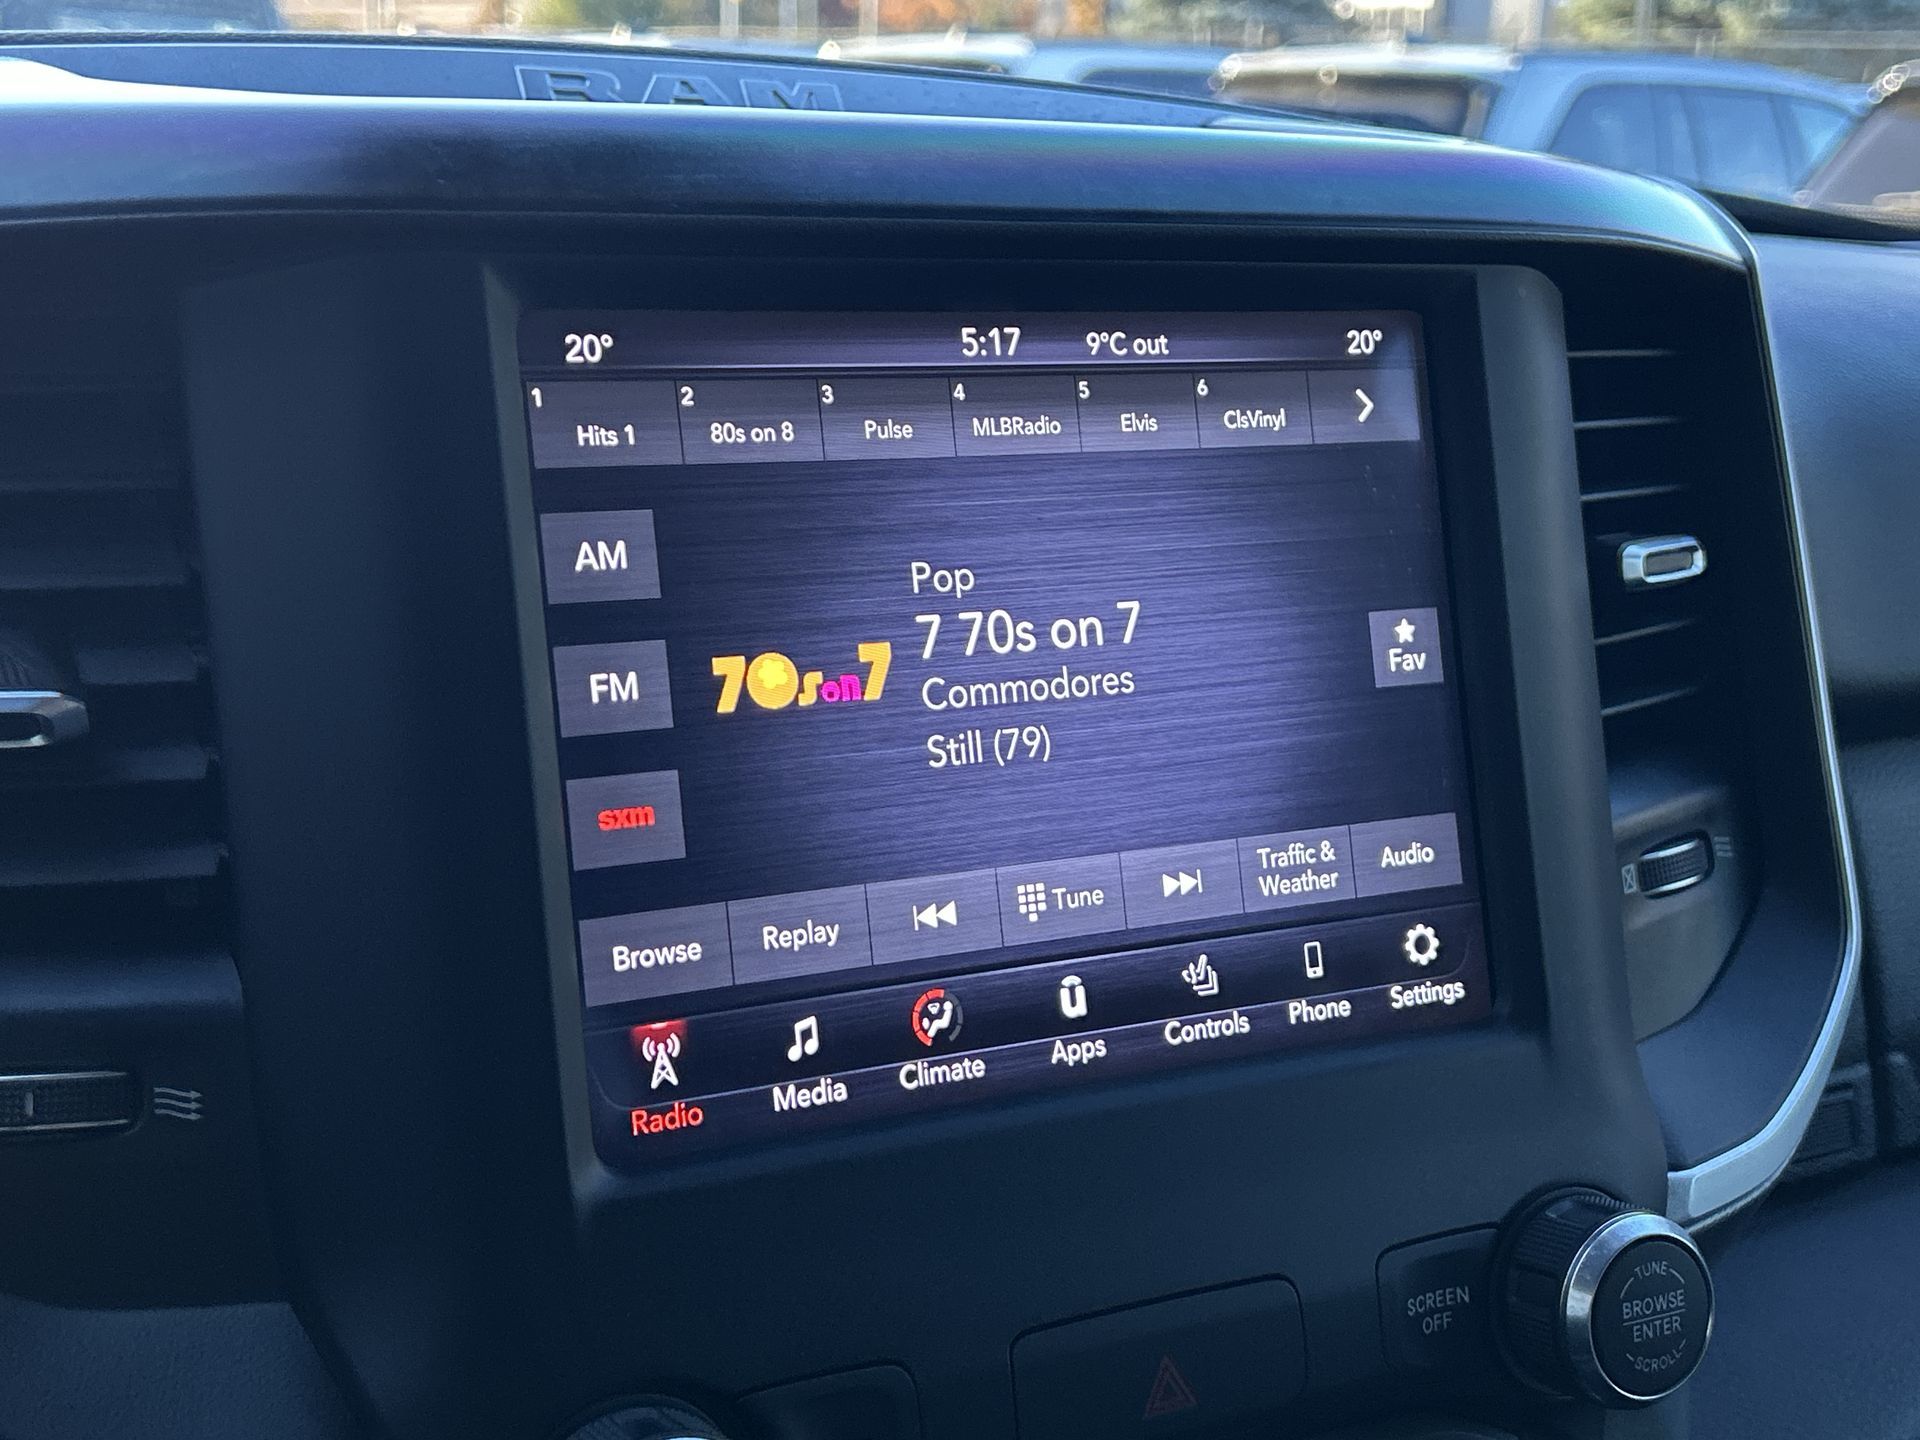 RAM
20° 5:17 9°C out 20°
1 2 3 4 5 6
Hits 1 80s on 8 Pulse MLBRadio Elvis ClsVinyl
AM
FM
sxm
70s on 7
Pop
7 70s on 7
Commodores
Still (79)
Fav
Browse Replay Tune Traffic & Weather Audio
Radio Media Climate Apps Controls Phone Settings
SCREEN
OFF
TUNE
BROWSE
ENTER
SCROLL